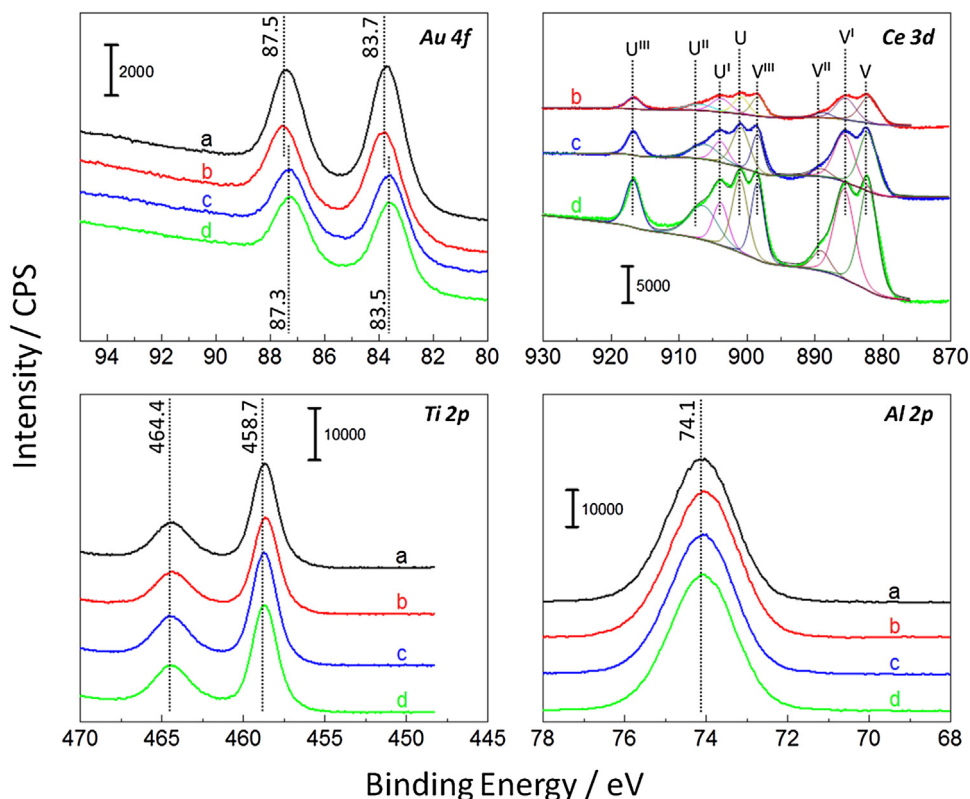 Intensity / CPS
Au 4f
2000
87.5
83.7
a
b
c
d
87.3
83.5
95 90 88 86 84 82 80
Ce 3d
U^III U^II U^I U V^III V^II V^I V
b
c
d
5000
930 920 910 900 890 880 870
Ti 2p
464.4
458.7
10000
a
b
c
d
470 465 460 455 450 445
Al 2p
74.1
10000
a
b
c
d
78 76 74 72 70 68
Binding Energy / eV